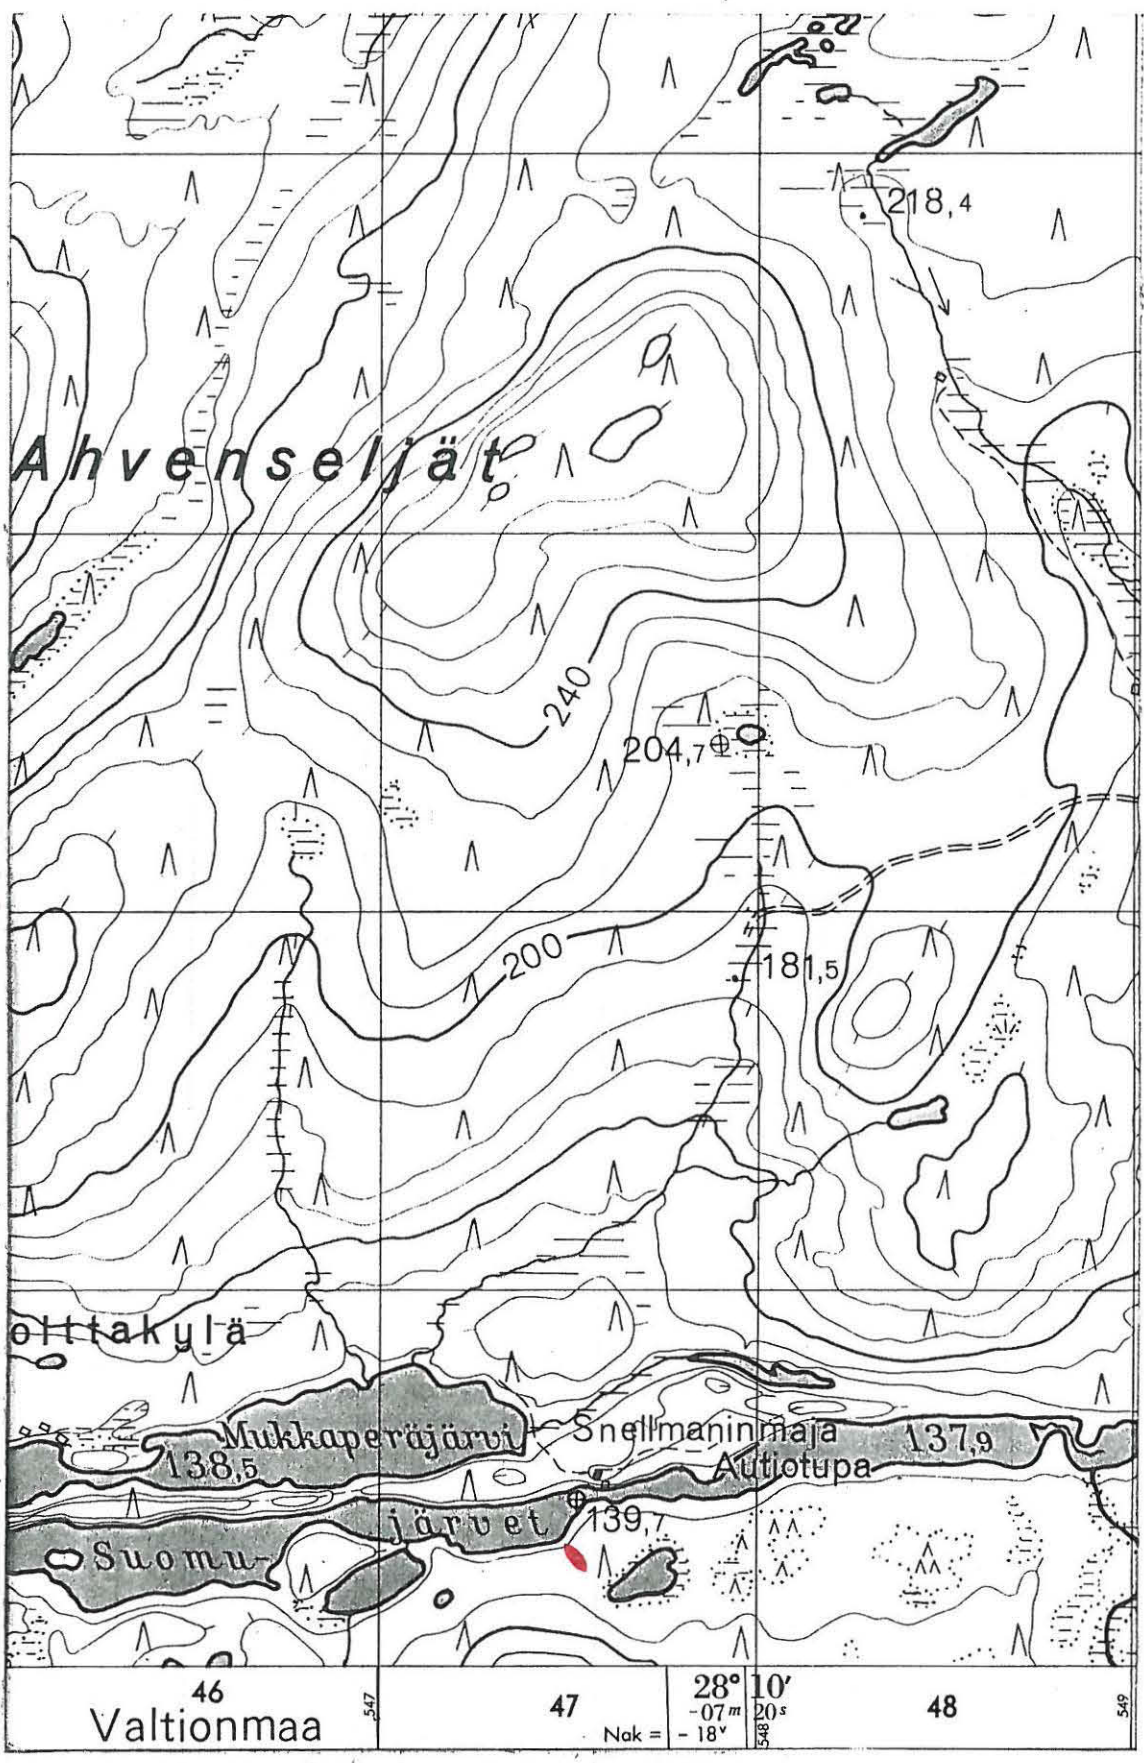 218,4
Ahvenseljät
240
204,7
200
181,5
olttakylä
Mukkaperäjärvi
Snellmaninmaja
137,9
138,5
Autiotupa
järvet
139,7
Suomu-
46
547
47
28° 10'
-07m 20s
Nak = -18v
548
48
549
Valtionmaa